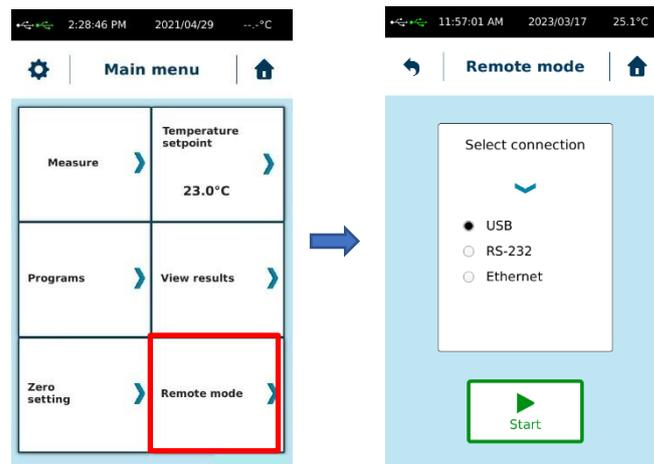 2:28:46 PM 2021/04/29 --.-°C
Main menu
Measure
Temperature
setpoint
23.0°C
Programs
View results
Zero
setting
Remote mode
11:57:01 AM 2023/03/17 25.1°C
Remote mode
Select connection
USB
RS-232
Ethernet
Start